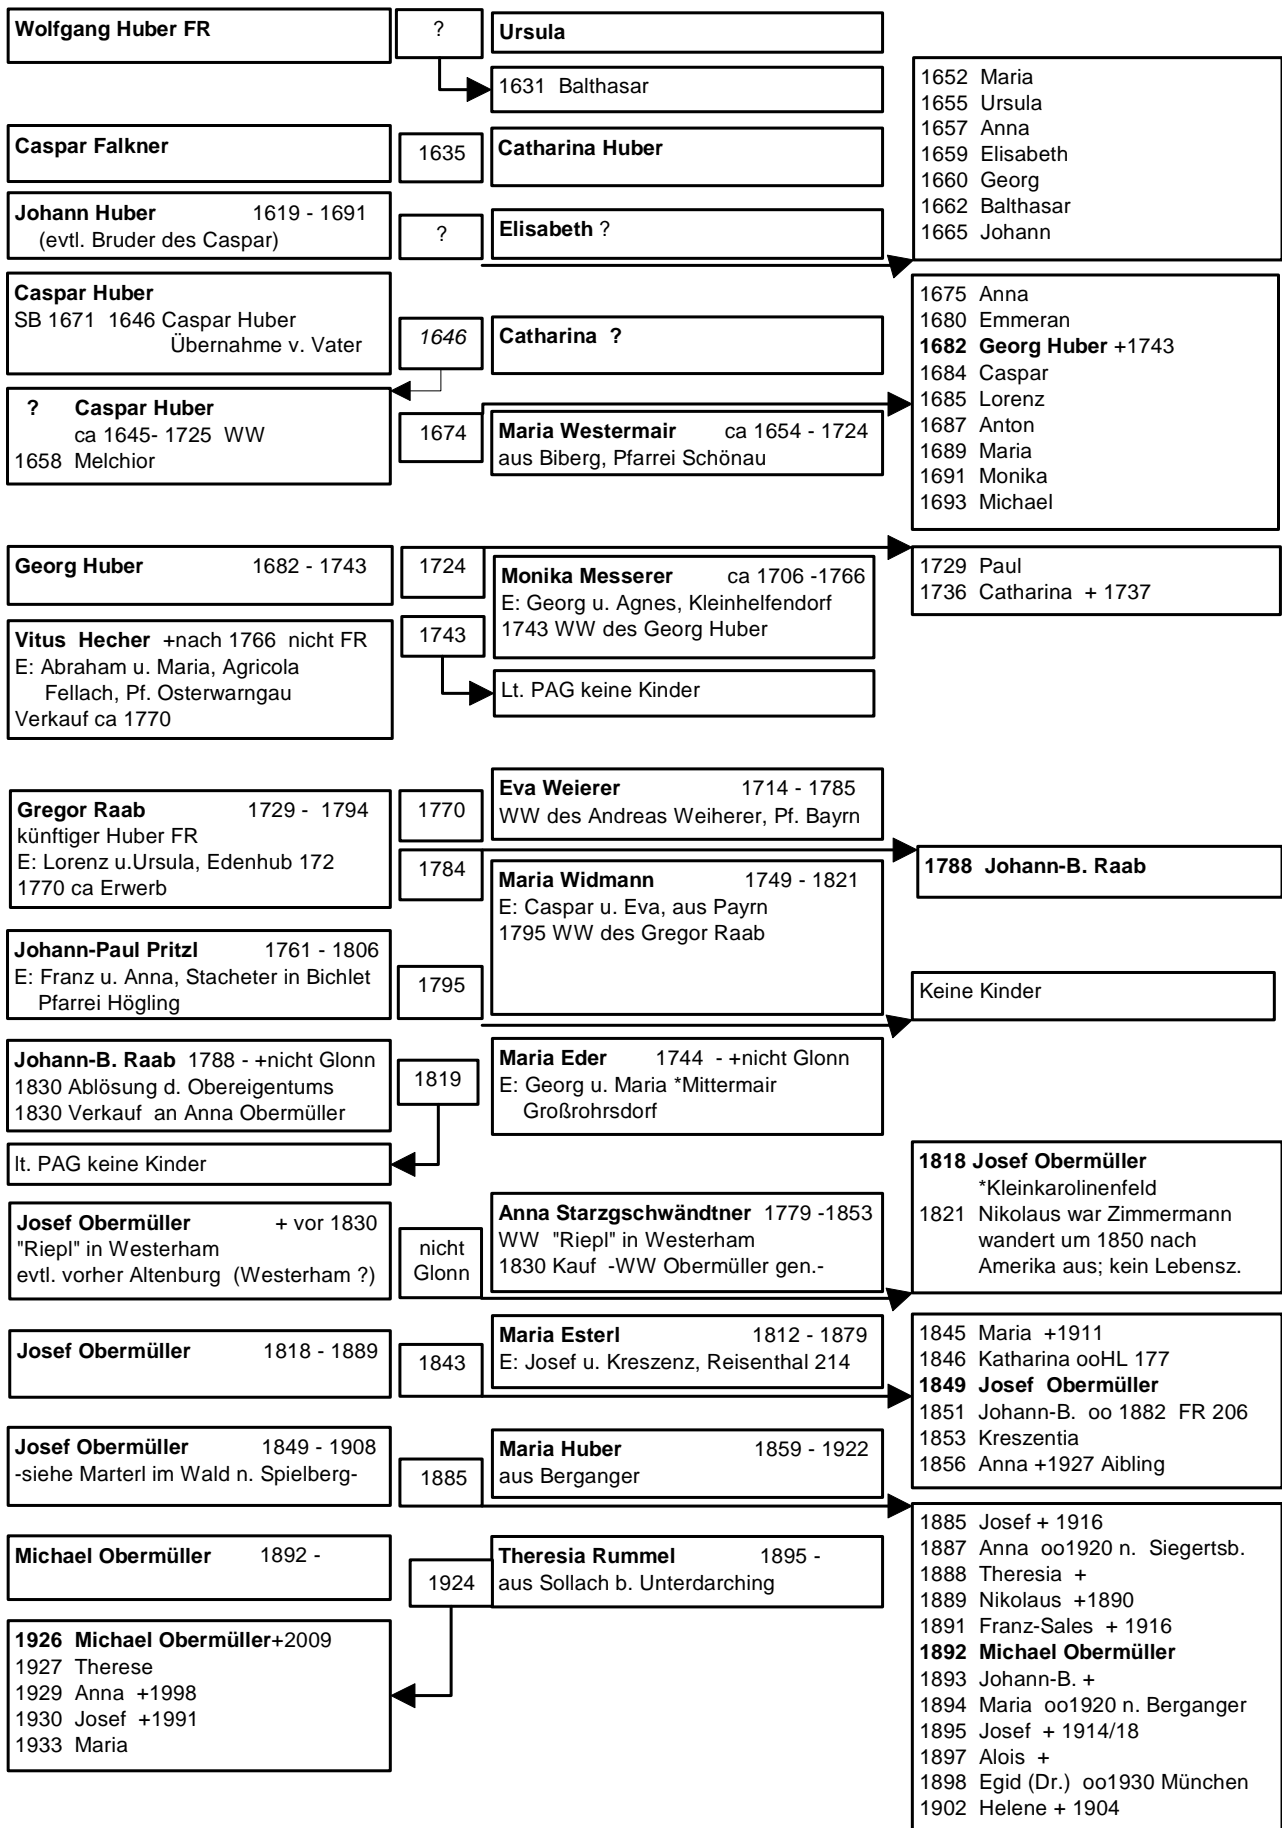 Wolfgang Huber FR
?
Ursula
1631 Balthasar
1652 Maria
1655 Ursula
1657 Anna
1659 Elisabeth
1660 Georg
1662 Balthasar
1665 Johann
Caspar Falkner
1635
Catharina Huber
Johann Huber 1619 - 1691
(evtl. Bruder des Caspar)
?
Elisabeth ?
Caspar Huber
SB 1671 1646 Caspar Huber
Übernahme v. Vater
1646
Catharina ?
1675 Anna
1680 Emmeran
1682 Georg Huber +1743
1684 Caspar
1685 Lorenz
1687 Anton
1689 Maria
1691 Monika
1693 Michael
? Caspar Huber
ca 1645- 1725 WW
1658 Melchior
1674
Maria Westermair ca 1654 - 1724
aus Biberg, Pfarrei Schönau
Georg Huber 1682 - 1743
1724
Monika Messerer ca 1706 -1766
E: Georg u. Agnes, Kleinhelfendorf
1743 WW des Georg Huber
1729 Paul
1736 Catharina + 1737
Vitus Hecher +nach 1766 nicht FR
E: Abraham u. Maria, Agricola
Fellach, Pf. Osterwarngau
Verkauf ca 1770
1743
Lt. PAG keine Kinder
Gregor Raab 1729 - 1794
künftiger Huber FR
E: Lorenz u.Ursula, Edenhub 172
1770 ca Erwerb
1770
Eva Weierer 1714 - 1785
WW des Andreas Weiherer, Pf. Bayrn
1784
Maria Widmann 1749 - 1821
E: Caspar u. Eva, aus Payrn
1795 WW des Gregor Raab
1788 Johann-B. Raab
Johann-Paul Pritzl 1761 - 1806
E: Franz u. Anna, Stacheter in Bichlet
Pfarrei Högling
1795
Keine Kinder
Johann-B. Raab 1788 - +nicht Glonn
1830 Ablösung d. Obereigentums
1830 Verkauf an Anna Obermüller
1819
Maria Eder 1744 - +nicht Glonn
E: Georg u. Maria *Mittermair
Großrohrsdorf
lt. PAG keine Kinder
Josef Obermüller + vor 1830
"Riepl" in Westerham
evtl. vorher Altenburg (Westerham ?)
nicht
Glonn
Anna Starzgschwändtner 1779 -1853
WW "Riepl" in Westerham
1830 Kauf -WW Obermüller gen.-
1818 Josef Obermüller
*Kleinkarolinenfeld
1821 Nikolaus war Zimmermann
wandert um 1850 nach
Amerika aus; kein Lebensz.
Josef Obermüller 1818 - 1889
1843
Maria Esterl 1812 - 1879
E: Josef u. Kreszenz, Reisenthal 214
1845 Maria +1911
1846 Katharina ooHL 177
1849 Josef Obermüller
1851 Johann-B. oo 1882 FR 206
1853 Kreszentia
1856 Anna +1927 Aibling
Josef Obermüller 1849 - 1908
-siehe Marterl im Wald n. Spielberg-
1885
Maria Huber 1859 - 1922
aus Berganger
1885 Josef + 1916
1887 Anna oo1920 n. Siegertsb.
1888 Theresia +
1889 Nikolaus +1890
1891 Franz-Sales + 1916
1892 Michael Obermüller
1893 Johann-B. +
1894 Maria oo1920 n. Berganger
1895 Josef + 1914/18
1897 Alois +
1898 Egid (Dr.) oo1930 München
1902 Helene + 1904
Michael Obermüller 1892 -
1924
Theresia Rummel 1895 -
aus Sollach b. Unterdarching
1926 Michael Obermüller+2009
1927 Therese
1929 Anna +1998
1930 Josef +1991
1933 Maria